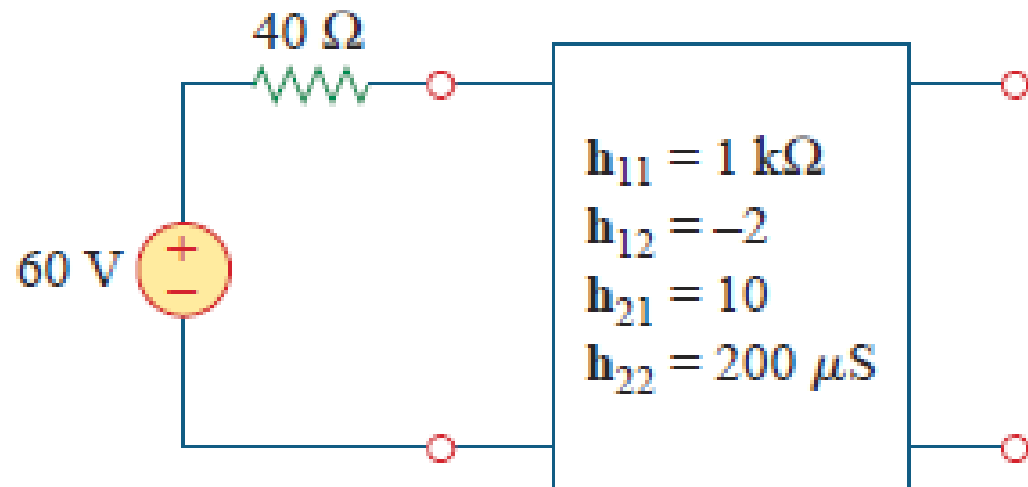 40 Ω
60 V
+
−
h₁₁ = 1 kΩ
h₁₂ = –2
h₂₁ = 10
h₂₂ = 200 μS